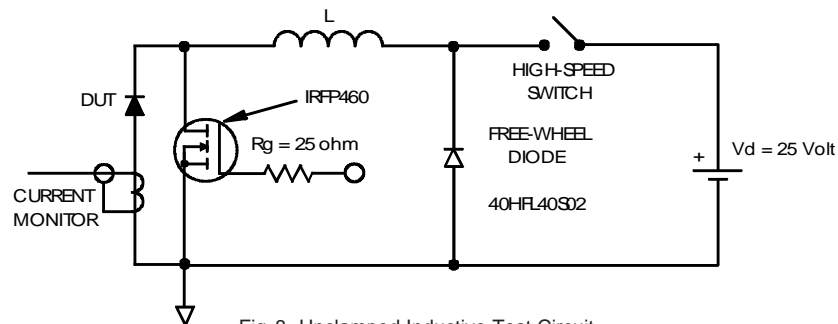 L
HIGH-SPEED
SWITCH
DUT
IRFP460
Rg = 25 ohm
FREE-WHEEL
DIODE
+
Vd = 25 Volt
CURRENT
MONITOR
40HFL40S02
Fig. 8- Unclamped Inductive Test Circuit